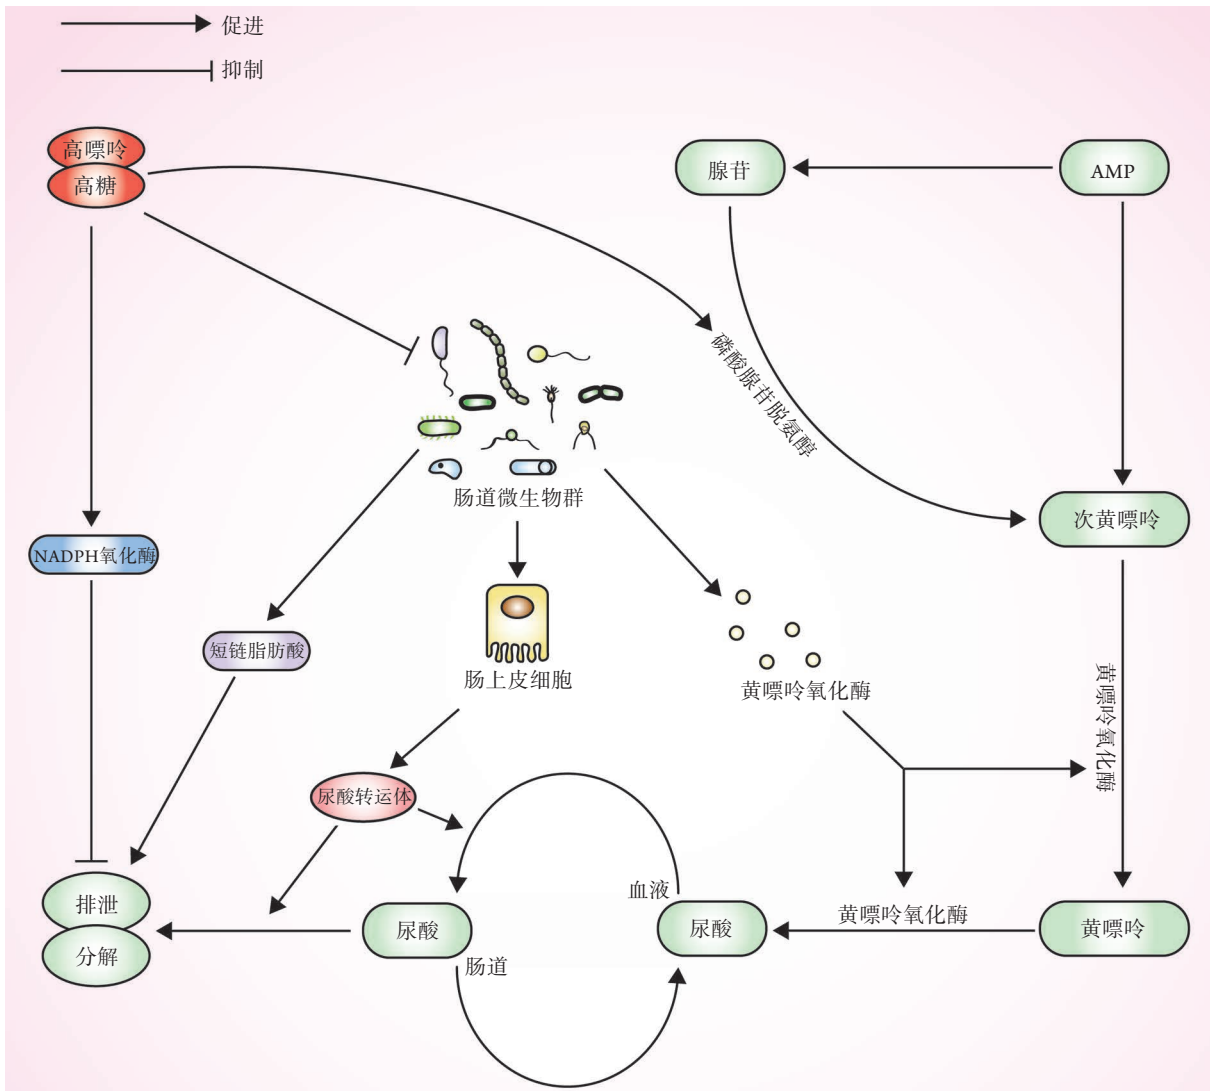 促进
抑制
高嘌呤
高糖
腺苷
AMP
磷酸腺苷脱氨醇
肠道微生物群
次黄嘌呤
NADPH氧化酶
短链脂肪酸
肠上皮细胞
黄嘌呤氧化酶
黄嘌呤氧化酶
尿酸转运体
血液
排泄
分解
尿酸
肠道
尿酸
黄嘌呤氧化酶
黄嘌呤